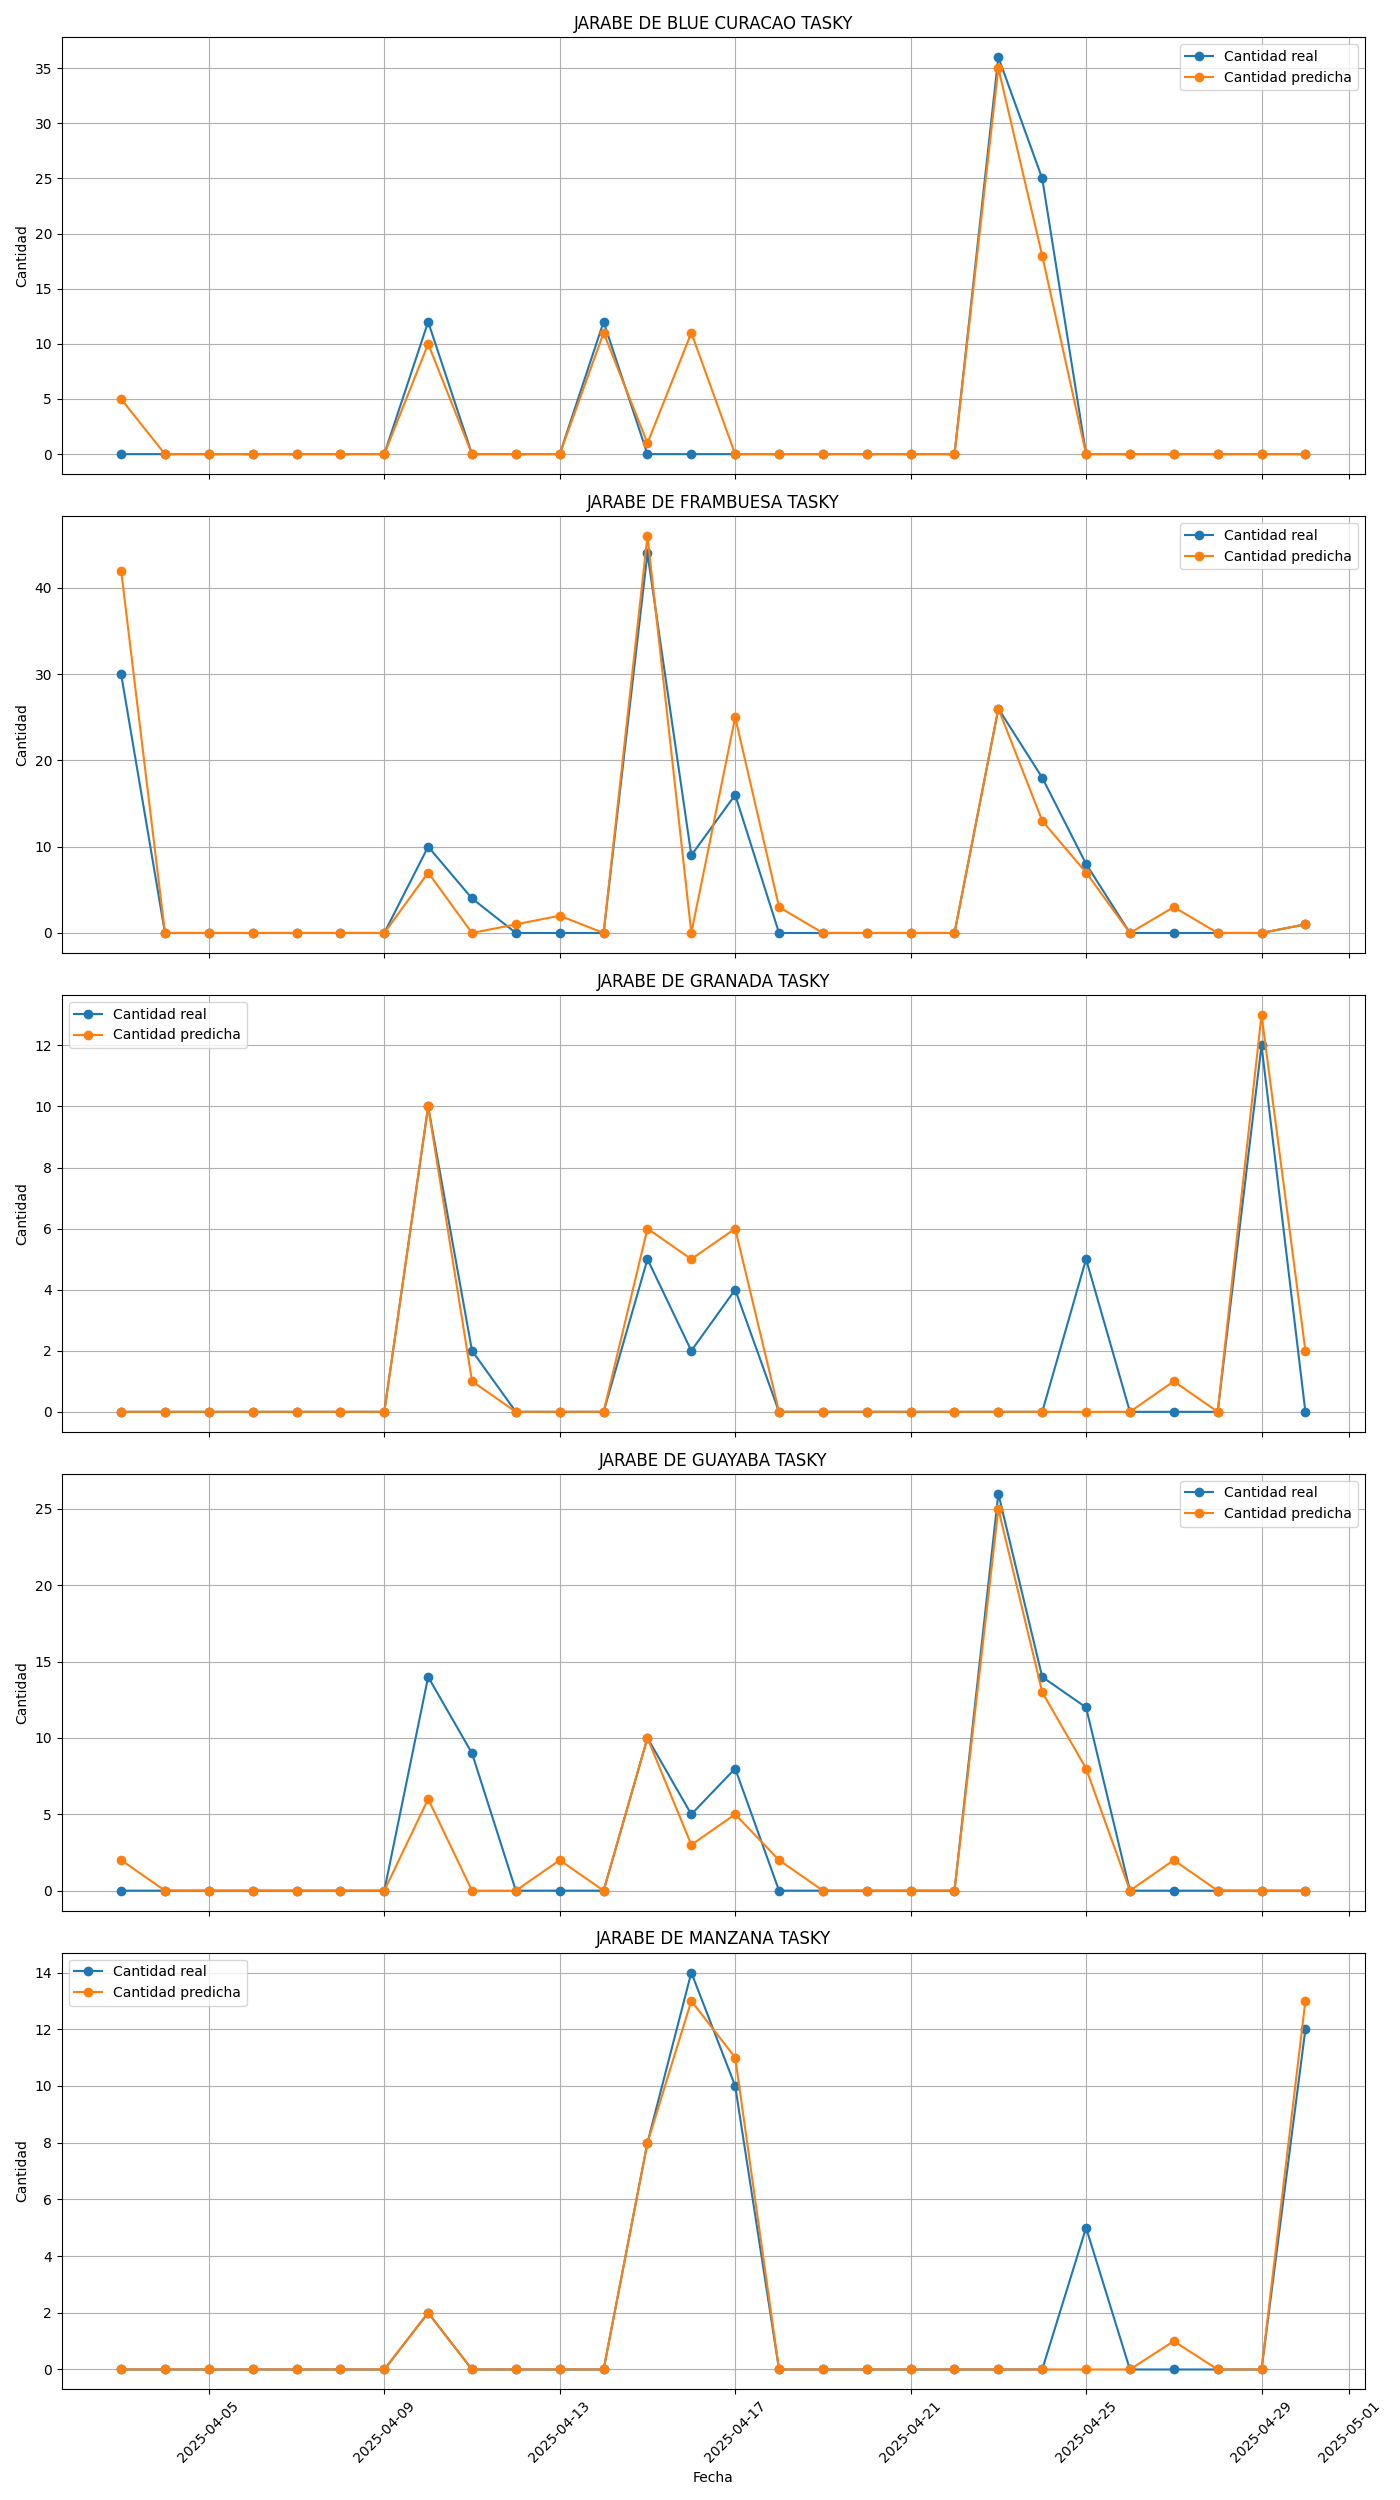 JARABE DE BLUE CURACAO TASKY
Cantidad real
Cantidad predicha
35
30
25
20
15
10
5
0
Cantidad
JARABE DE FRAMBUESA TASKY
Cantidad real
Cantidad predicha
40
30
20
10
0
Cantidad
JARABE DE GRANADA TASKY
Cantidad real
Cantidad predicha
12
10
8
6
4
2
0
Cantidad
JARABE DE GUAYABA TASKY
Cantidad real
Cantidad predicha
25
20
15
10
5
0
Cantidad
JARABE DE MANZANA TASKY
Cantidad real
Cantidad predicha
14
12
10
8
6
4
2
0
Cantidad
2025-04-05
2025-04-09
2025-04-13
2025-04-17
2025-04-21
2025-04-25
2025-04-29
2025-05-01
Fecha